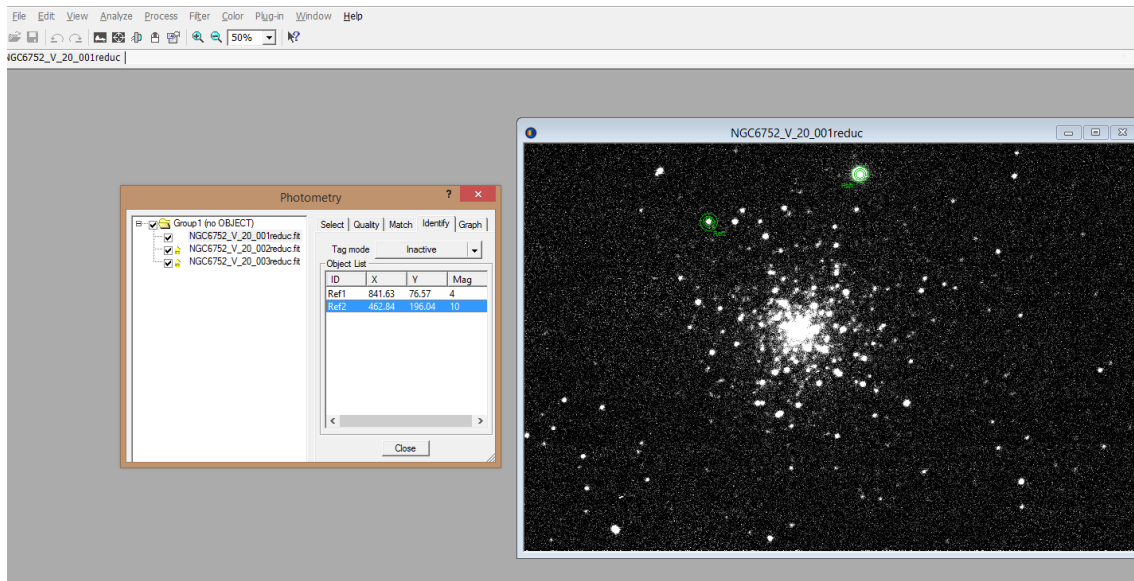 File Edit View Analyze Process Filter Color Plug-in Window Help
50%
NGC6752_V_20_001reduc
NGC6752_V_20_001reduc
Photometry
Group1 (no OBJECT)
NGC6752_V_20_001reduc.fit
NGC6752_V_20_002reduc.fit
NGC6752_V_20_003reduc.fit
Select Quality Match Identify Graph
Tag mode Inactive
Object List
ID X Y Mag
Ref1 841.63 76.57 4
Ref2 462.84 196.04 10
Close
Ref1
Ref2